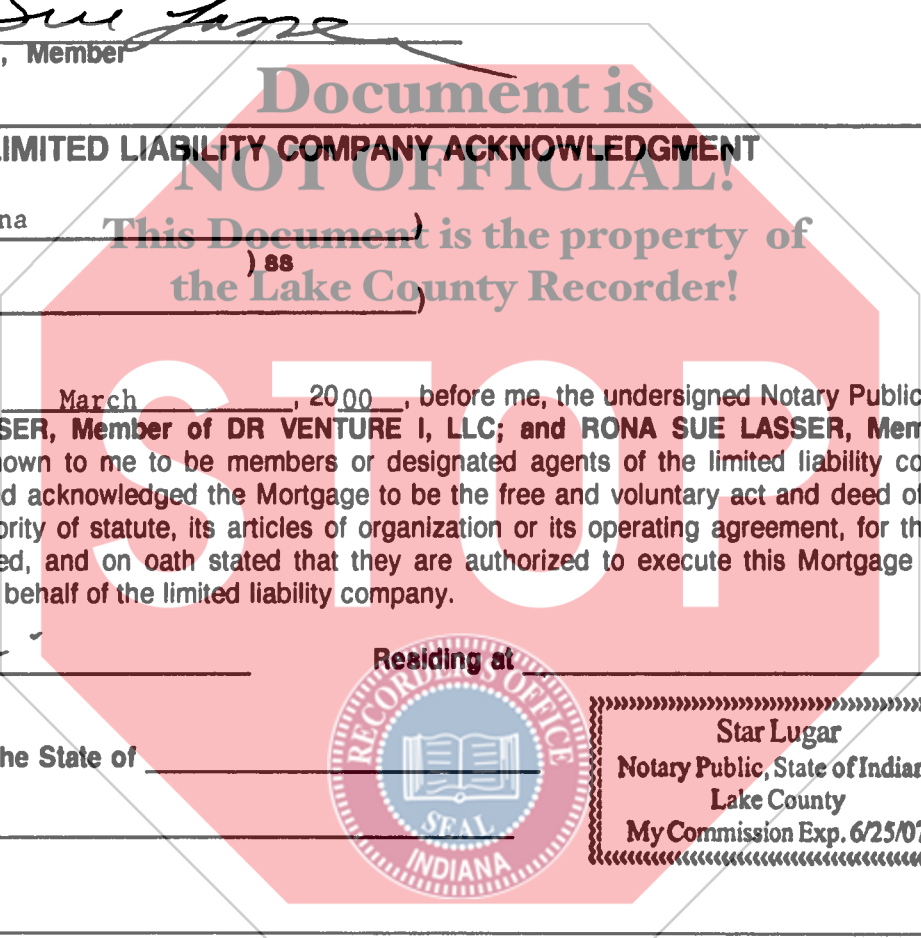 Sue Lasser
, Member
Document is
LIMITED LIABILITY COMPANY ACKNOWLEDGMENT
NOT OFFICIAL!
na )
This Document is the property of
) ss
the Lake County Recorder!
)
STOP
March , 20 00 , before me, the undersigned Notary Public
SER, Member of DR VENTURE I, LLC; and RONA SUE LASSER, Mem
nown to me to be members or designated agents of the limited liability co
d acknowledged the Mortgage to be the free and voluntary act and deed of
ority of statute, its articles of organization or its operating agreement, for th
ed, and on oath stated that they are authorized to execute this Mortgage
behalf of the limited liability company.
Residing at
RECORDER'S OFFICE
SEAL
INDIANA
he State of
Star Lugar
Notary Public, State of Indian
Lake County
My Commission Exp. 6/25/07